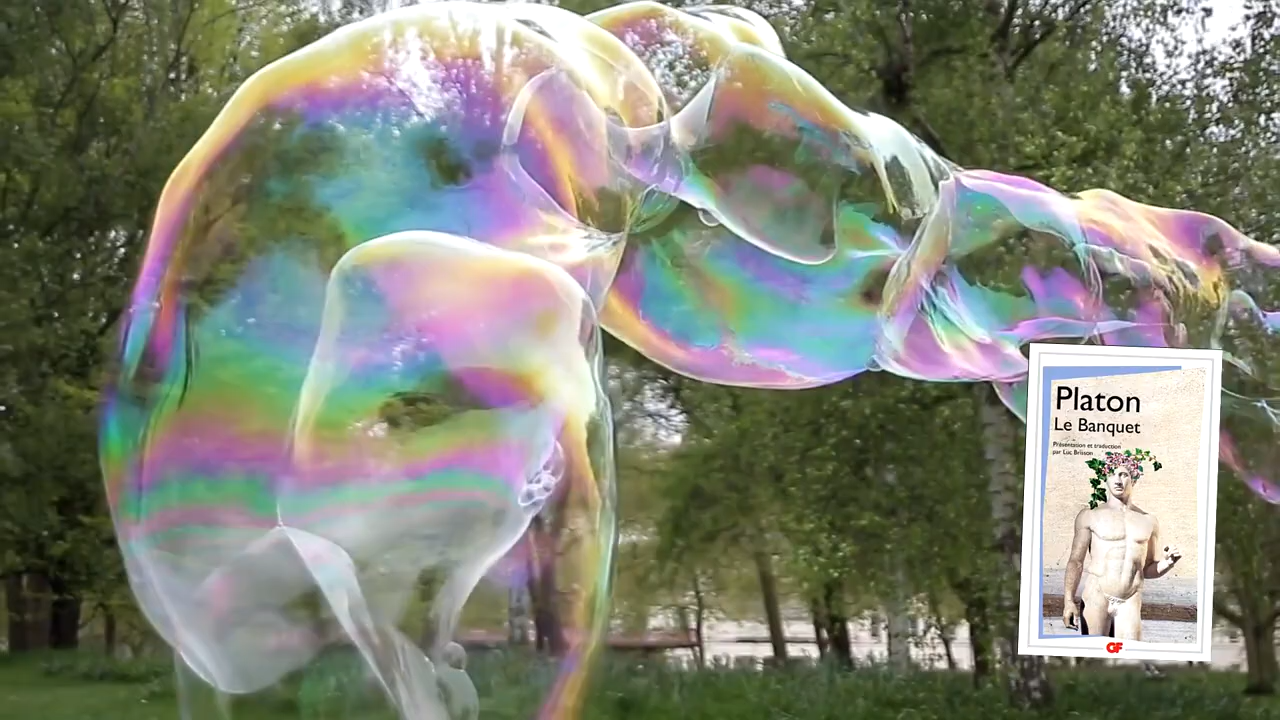 Platon
Le Banquet
Présentation et traduction
par Luc Brisson
GF